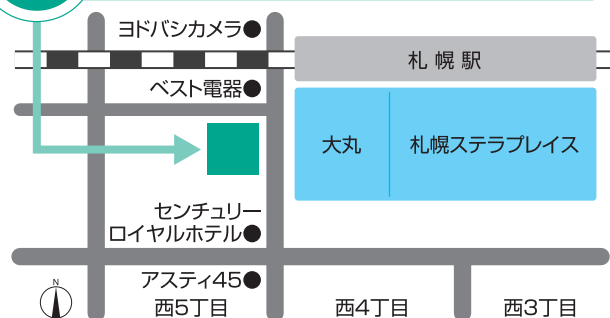 ヨドバシカメラ
札幌駅
ベスト電器
大丸
札幌ステラプレイス
センチュリー
ロイヤルホテル
アスティ45
N
西5丁目
西4丁目
西3丁目